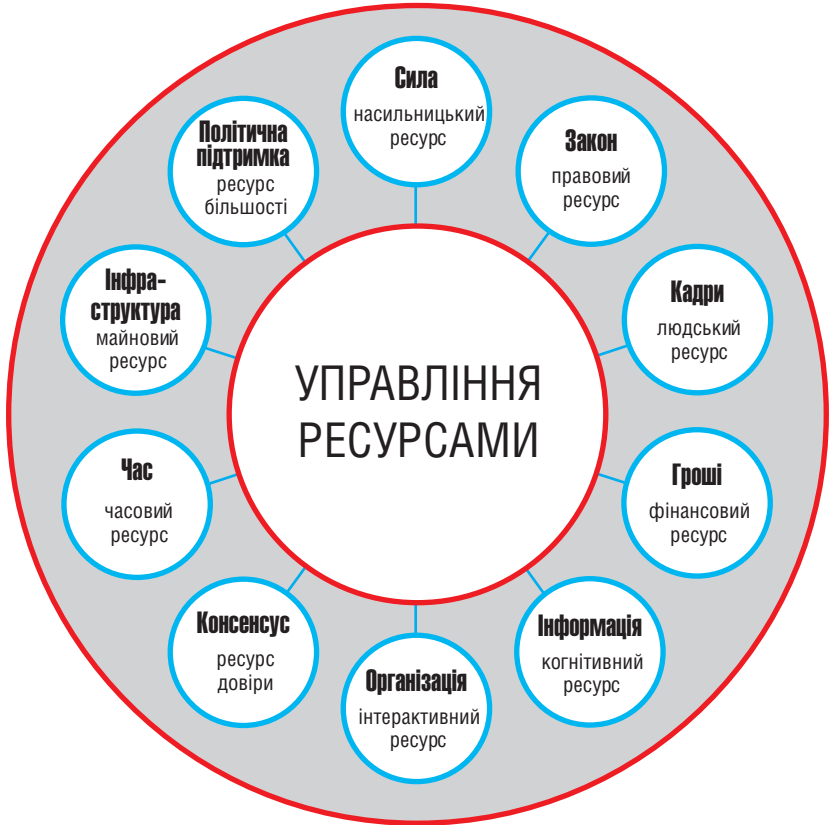 Сила
насильницький
ресурс
Закон
правовий
ресурс
Кадри
людський
ресурс
Гроші
фінансовий
ресурс
Інформація
когнітивний
ресурс
Організація
інтерактивний
ресурс
Консенсус
ресурс
довіри
Час
часовий
ресурс
Інфра-
структура
майновий
ресурс
Політична
підтримка
ресурс
більшості
УПРАВЛІННЯ
РЕСУРСАМИ